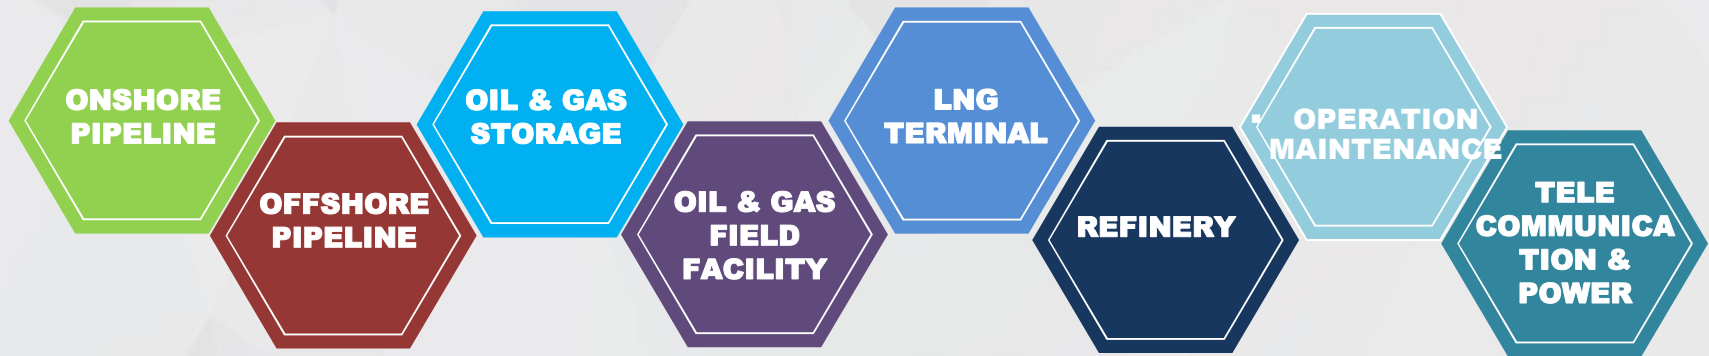 ONSHORE
PIPELINE
OFFSHORE
PIPELINE
OIL & GAS
STORAGE
OIL & GAS
FIELD
FACILITY
LNG
TERMINAL
REFINERY
▪ OPERATION
MAINTENANCE
TELE
COMMUNICA
TION &
POWER